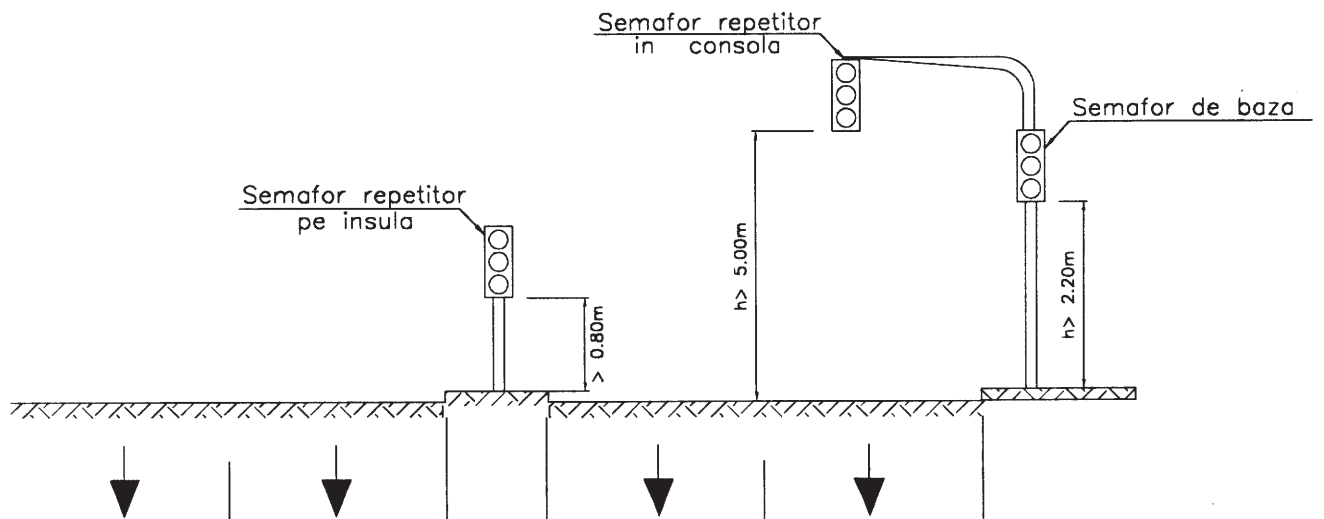 Semafor repetitor
in consola
Semafor de baza
Semafor repetitor
pe insula
h> 5.00m
h> 2.20m
> 0.80m